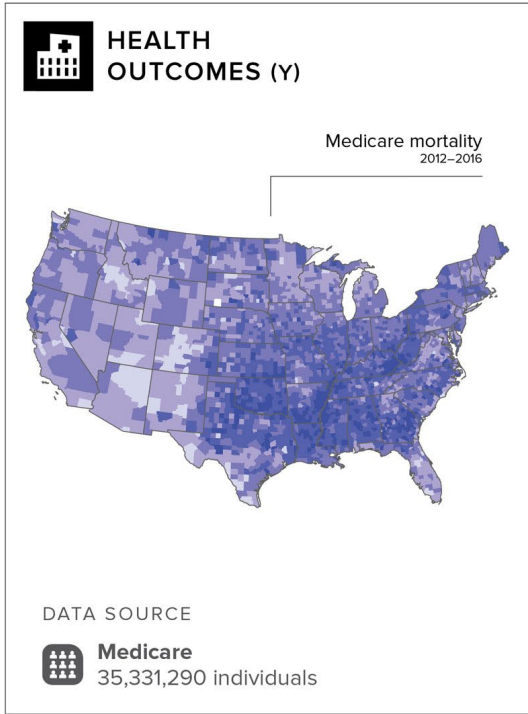 HEALTH
OUTCOMES (Y)
Medicare mortality
2012–2016
DATA SOURCE
Medicare
35,331,290 individuals